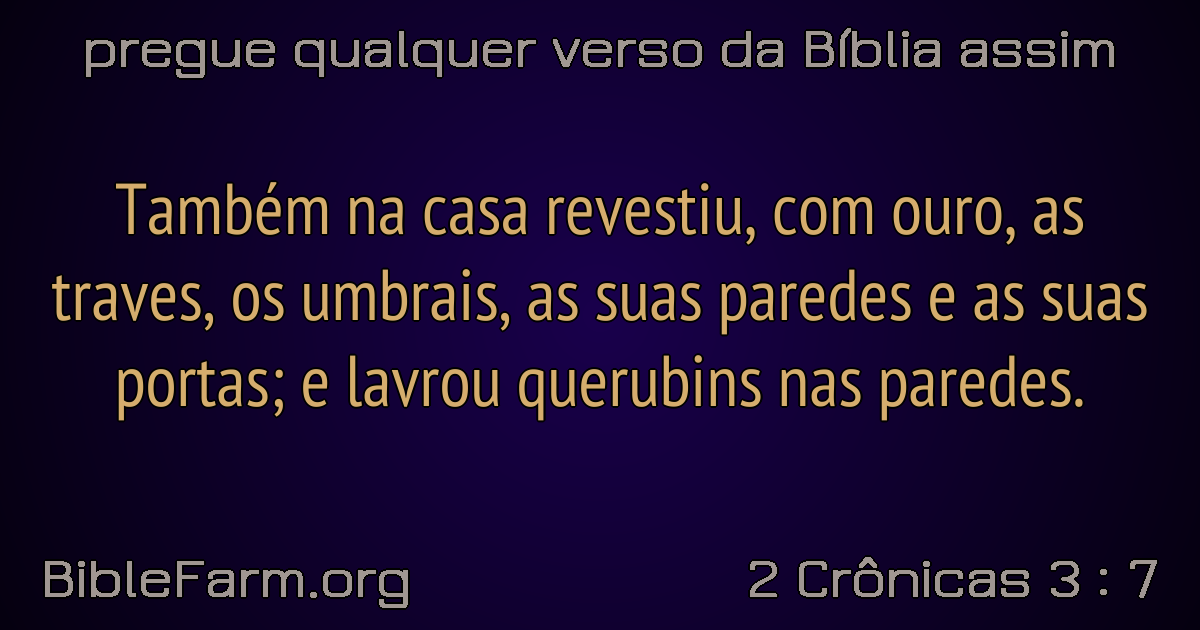 pregue qualquer verso da Bíblia assim
Também na casa revestiu, com ouro, as
traves, os umbrais, as suas paredes e as suas
portas; e lavrou querubins nas paredes.
BibleFarm.org
2 Crônicas 3 : 7